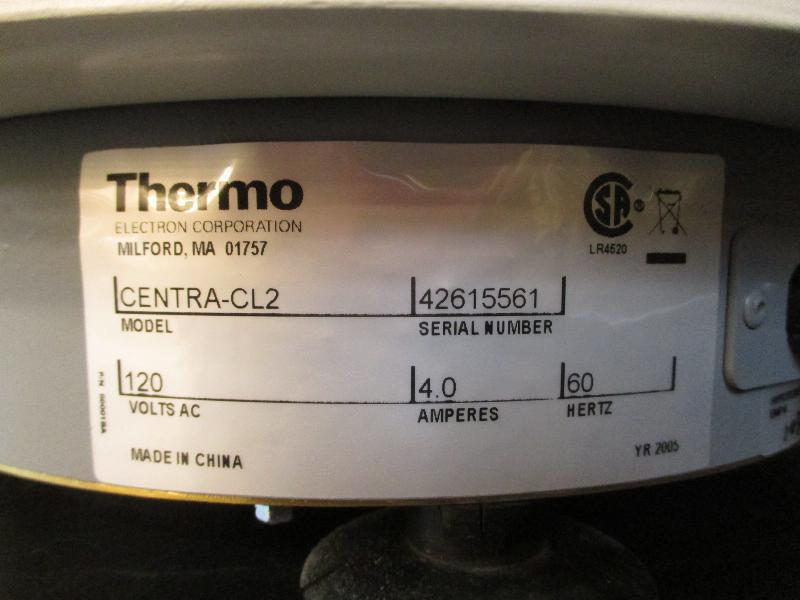 Thermo
ELECTRON CORPORATION
MILFORD, MA 01757
SA ®
LR4620
CENTRA-CL2 42615561
MODEL SERIAL NUMBER
120 4.0 60
VOLTS AC AMPERES HERTZ
MADE IN CHINA YR 2005